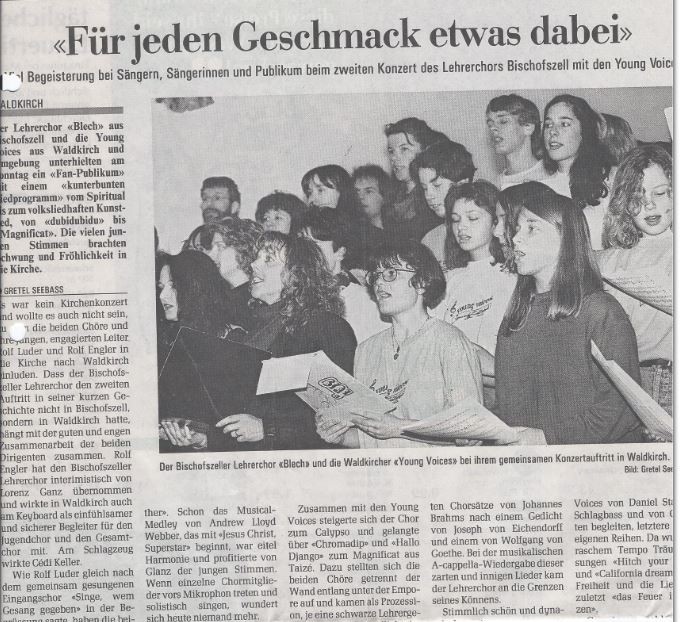 «Für jeden Geschmack etwas dabei»
Begeisterung bei Sängern, Sängerinnen und Publikum beim zweiten Konzert des Lehrerchors Bischofszell mit den Young
ALDKIRCH
er Lehrerchor «Blech» aus
ischofszell und die Young
oices aus Waldkirch und
mgebung unterhielten am
onntag ein «Fan-Publikum»
it einem «kunterbunten
iedprogramm» vom Spiritual
s zum volksliedhaften Kunst-
ed, von «dubidubidu» bis
Magnificat». Die vielen jun-
en Stimmen brachten
chwung und Fröhlichkeit in
ie Kirche.
GRETEL SEEBASS
s war kein Kirchenkonzert
nd wollte es auch nicht sein,
die beiden Chöre und
engagierten Leiter
olf Luder und Rolf Engler in
ie Kirche nach Waldkirch
inluden. Dass der Bischofs-
zeller Lehrerchor den zweiten
Auftritt in seiner kurzen Ge-
chichte nicht in Bischofszell,
ondern in Waldkirch hatte,
hängt mit der guten und engen
Zusammenarbeit der beiden
Dirigenten zusammen. Rolf
Engler hat den Bischofszeller
Lehrerchor interimistisch von
Lorenz Ganz übernommen
und wirkte in Waldkirch auch
am Keyboard als einfühlsamer
und sicherer Begleiter für den
Jugendchor und den Gesamt-
chor mit. Am Schlagzeug
wirkte Cédi Keller.
Wie Rolf Luder gleich nach
dem gemeinsam gesungenen
Eingangschor «Singe, wem
Gesang gegeben» in der Be-
sagte, haben die bei-
Der Bischofszeller Lehrerchor «Blech» und die Waldkircher «Young Voices» bei ihrem gemeinsamen Konzertauftritt in Waldkirch.
Bild: Gretel
ther». Schon das Musical-
Medley von Andrew Lloyd
Webber, das mit «Jesus Christ,
Superstar» beginnt, war eitel
Harmonie und profitierte von
Glanz der jungen Stimmen.
Wenn einzelne Chormitglie-
der vors Mikrophon treten und
solistisch singen, wundert
sich heute niemand mehr.
Zusammen mit den Young
Voices steigerte sich der Chor
zum Calypso und gelangte
über «Chromadip» und «Hallo
Django» zum Magnificat aus
Taizé. Dazu stellten sich die
beiden Chöre getrennt der
Wand entlang unter der Empo-
re auf und kamen als Prozessi-
on, je eine schwarze Lehrerge-
ten Chorsätze von Johannes
Brahms nach einem Gedicht
von Joseph von Eichendorff
und einem von Wolfgang von
Goethe. Bei der musikalischen
A-cappella-Wiedergabe dieser
zarten und innigen Lieder kam
der Lehrerchor an die Grenzen
seines Könnens.
Stimmlich schön und dyna-
Voices von Daniel
Schlagbass und von
ten begleiten, letztere
eigenen Reihen. Da
raschem Tempo
sungen «Hitch your
und «California
Freiheit und die
zuletzt «das Feuer
zen».